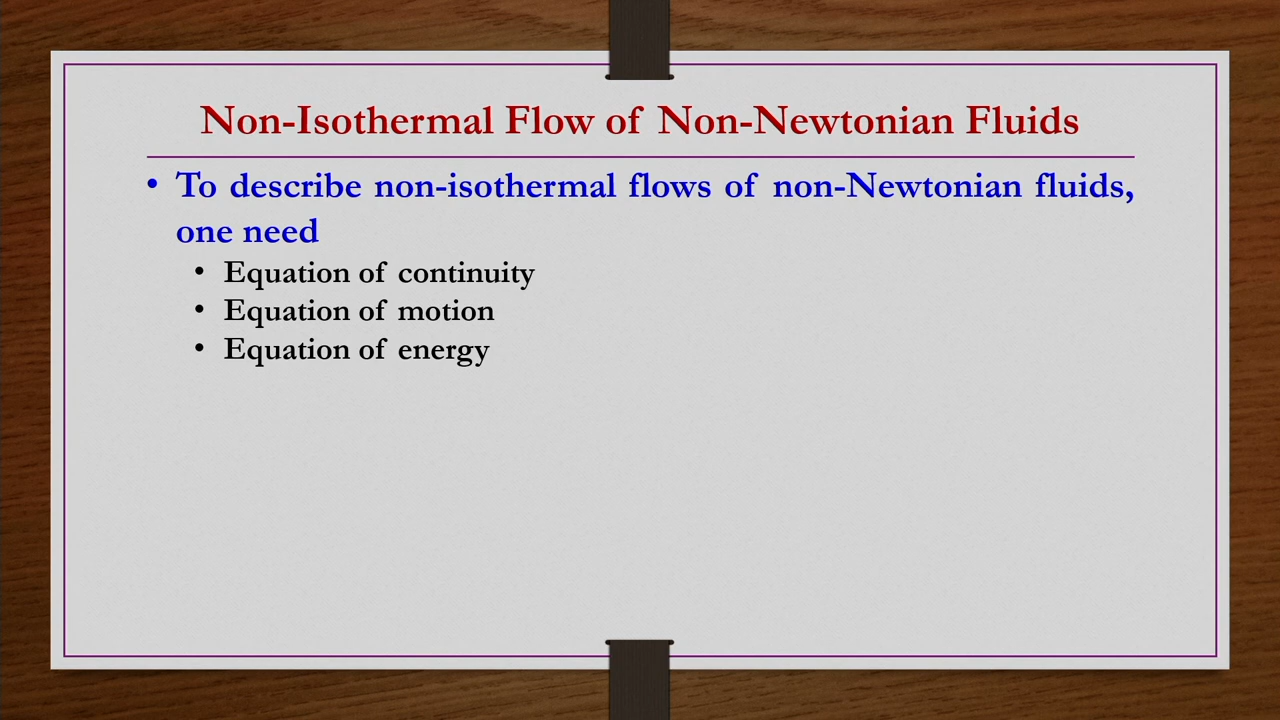 Non-Isothermal Flow of Non-Newtonian Fluids
• To describe non-isothermal flows of non-Newtonian fluids,
one need
• Equation of continuity
• Equation of motion
• Equation of energy